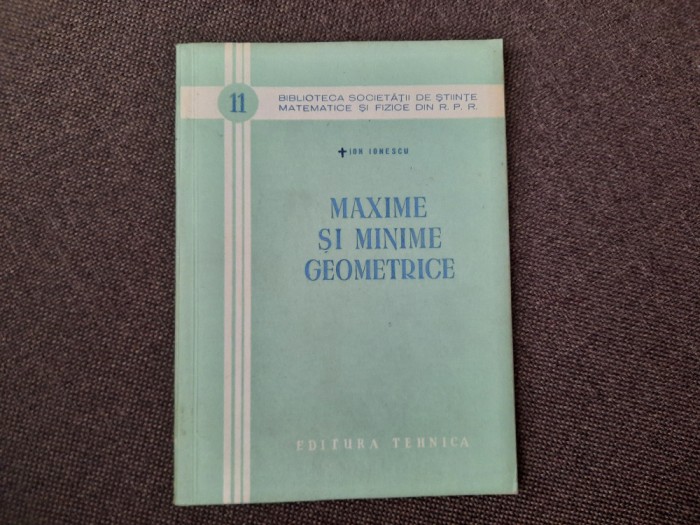 11
BIBLIOTECA SOCIETĂȚII DE ȘTIINȚE
MATEMATICE ȘI FIZICE DIN R. P. R.
✝ ION IONESCU
MAXIME
ȘI MINIME
GEOMETRICE
EDITURA TEHNICA